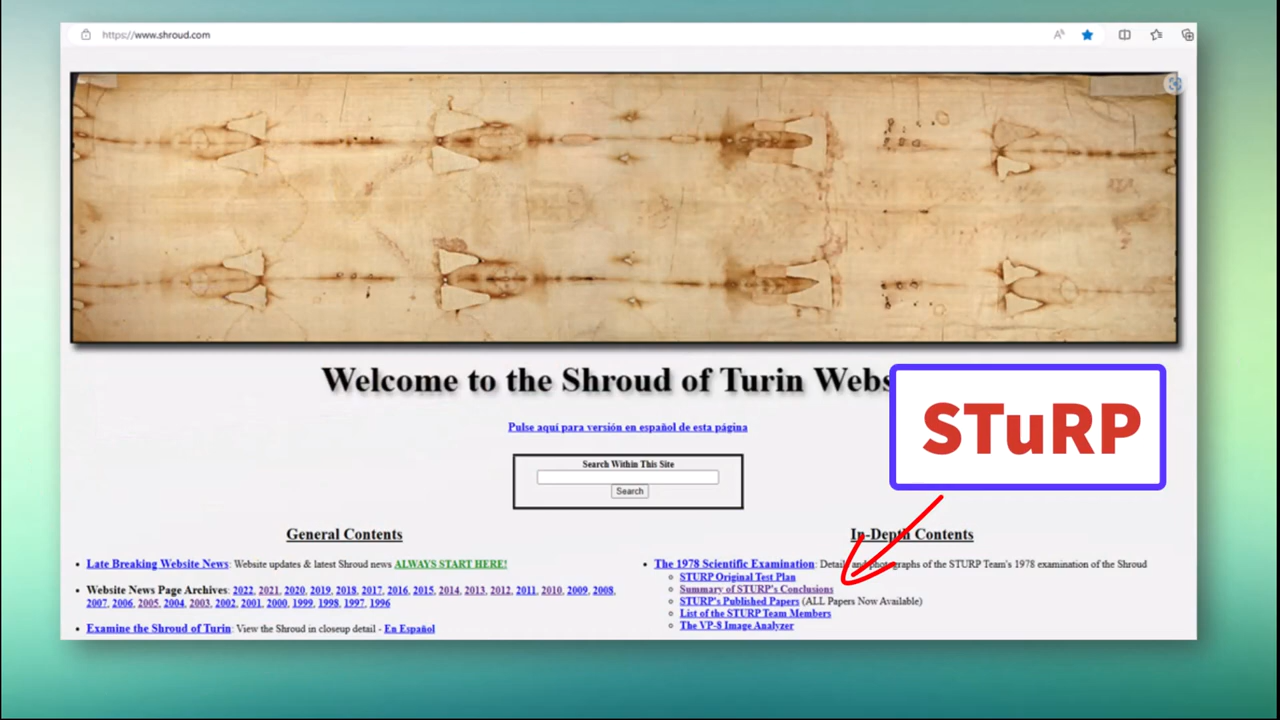 https://www.shroud.com
Welcome to the Shroud of Turin Webs
STuRP
Pulse aquí para versión en español de esta página
Search Within This Site
Search
General Contents
Late Breaking Website News: Website updates & latest Shroud news ALWAYS START HERE!
Website News Page Archives: 2022, 2021, 2020, 2019, 2018, 2017, 2016, 2015, 2014, 2013, 2012, 2011, 2010, 2009, 2008,
2007, 2006, 2005, 2004, 2003, 2002, 2001, 2000, 1999, 1998, 1997, 1996
Examine the Shroud of Turin: View the Shroud in closeup detail - En Español
In-Depth Contents
The 1978 Scientific Examination: Details and photographs of the STURP Team's 1978 examination of the Shroud
STURP Original Test Plan
Summary of STURP's Conclusions
STURP's Published Papers (ALL Papers Now Available)
List of the STURP Team Members
The VP-8 Image Analyzer